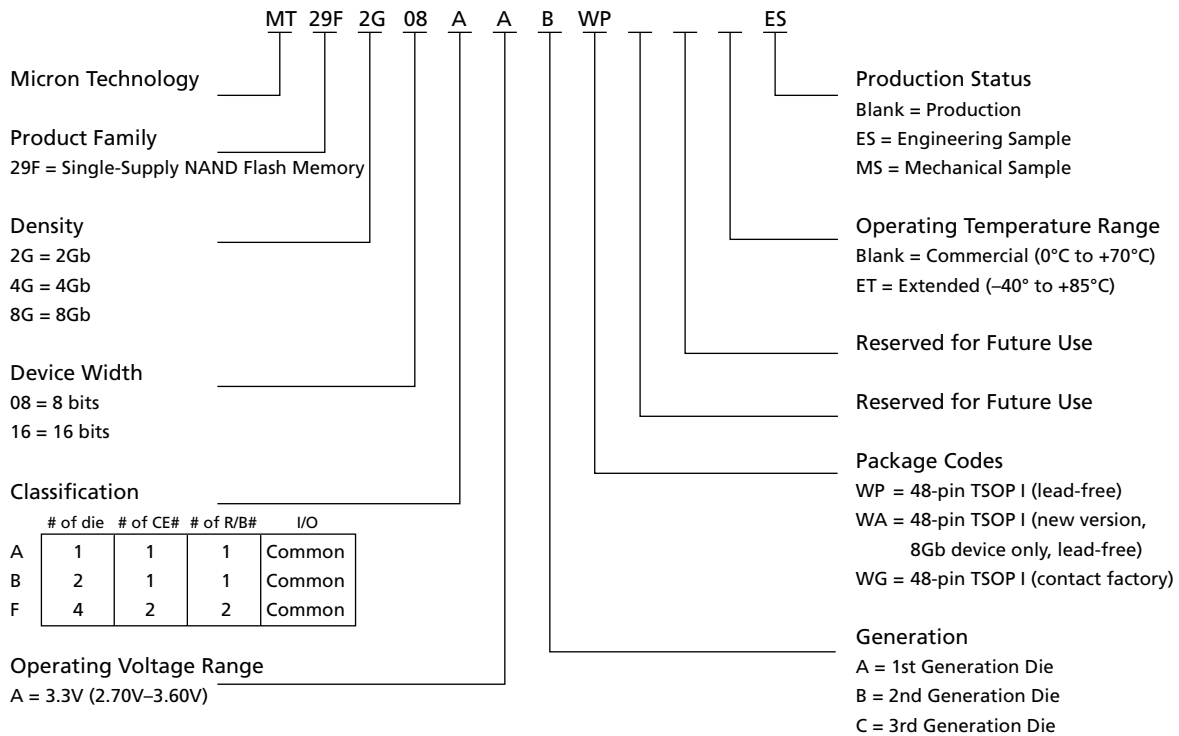 MT 29F 2G 08 A A B WP ES
Micron Technology
Product Family
29F = Single-Supply NAND Flash Memory
Density
2G = 2Gb
4G = 4Gb
8G = 8Gb
Device Width
08 = 8 bits
16 = 16 bits
Classification
# of die # of CE# # of R/B# I/O
A 1 1 1 Common
B 2 1 1 Common
F 4 2 2 Common
Operating Voltage Range
A = 3.3V (2.70V–3.60V)
Production Status
Blank = Production
ES = Engineering Sample
MS = Mechanical Sample
Operating Temperature Range
Blank = Commercial (0°C to +70°C)
ET = Extended (–40° to +85°C)
Reserved for Future Use
Reserved for Future Use
Package Codes
WP = 48-pin TSOP I (lead-free)
WA = 48-pin TSOP I (new version,
8Gb device only, lead-free)
WG = 48-pin TSOP I (contact factory)
Generation
A = 1st Generation Die
B = 2nd Generation Die
C = 3rd Generation Die